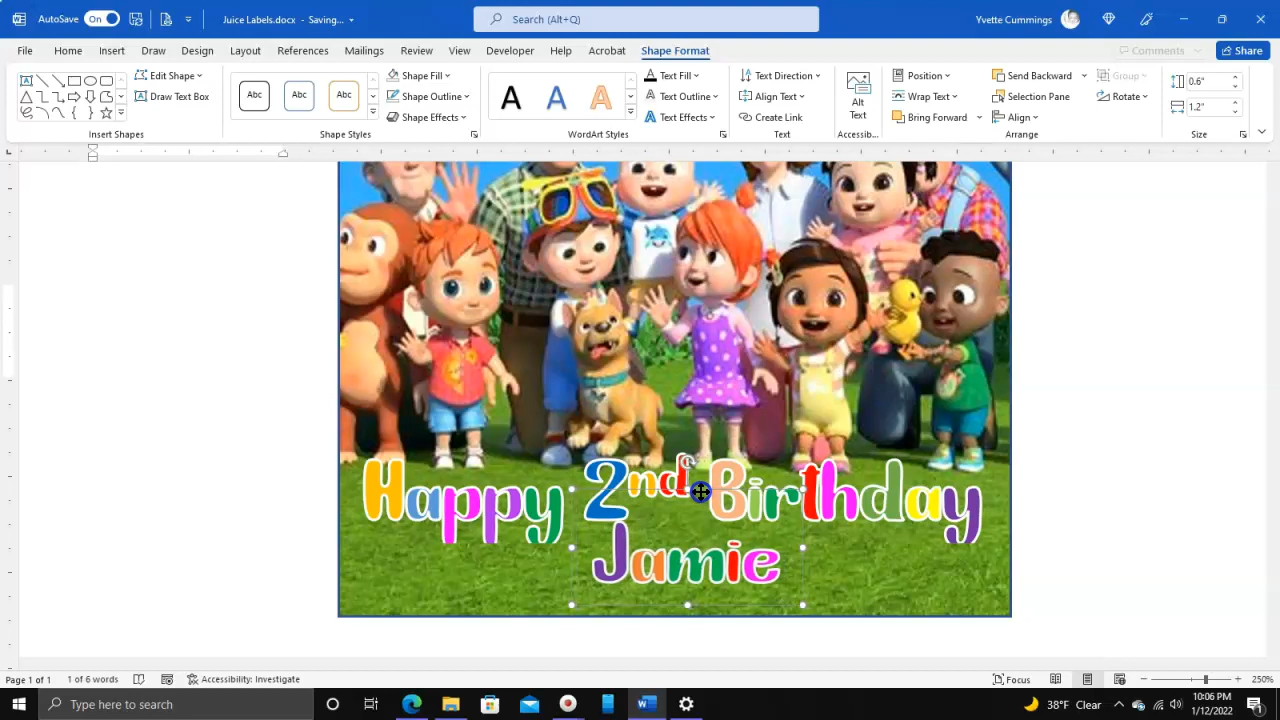 AutoSave On Juice Labels.docx - Saving... Search (Alt+Q) Yvette Cummings
File Home Insert Draw Design Layout References Mailings Review View Developer Help Acrobat Shape Format Comments Share
Edit Shape Abc Abc Abc Shape Fill A A A Text Fill Text Direction Alt Text Position Send Backward Group 0.6"
Draw Text Box Shape Outline Text Outline Align Text Wrap Text Selection Pane Rotate 1.2"
Shape Effects Text Effects Create Link Bring Forward Align
Insert Shapes Shape Styles WordArt Styles Text Accessib... Arrange Size
Happy 2nd Birthday
Jamie
Page 1 of 1 1 of 6 words Accessibility: Investigate Focus 250%
Type here to search 38°F Clear 10:06 PM
1/12/2022